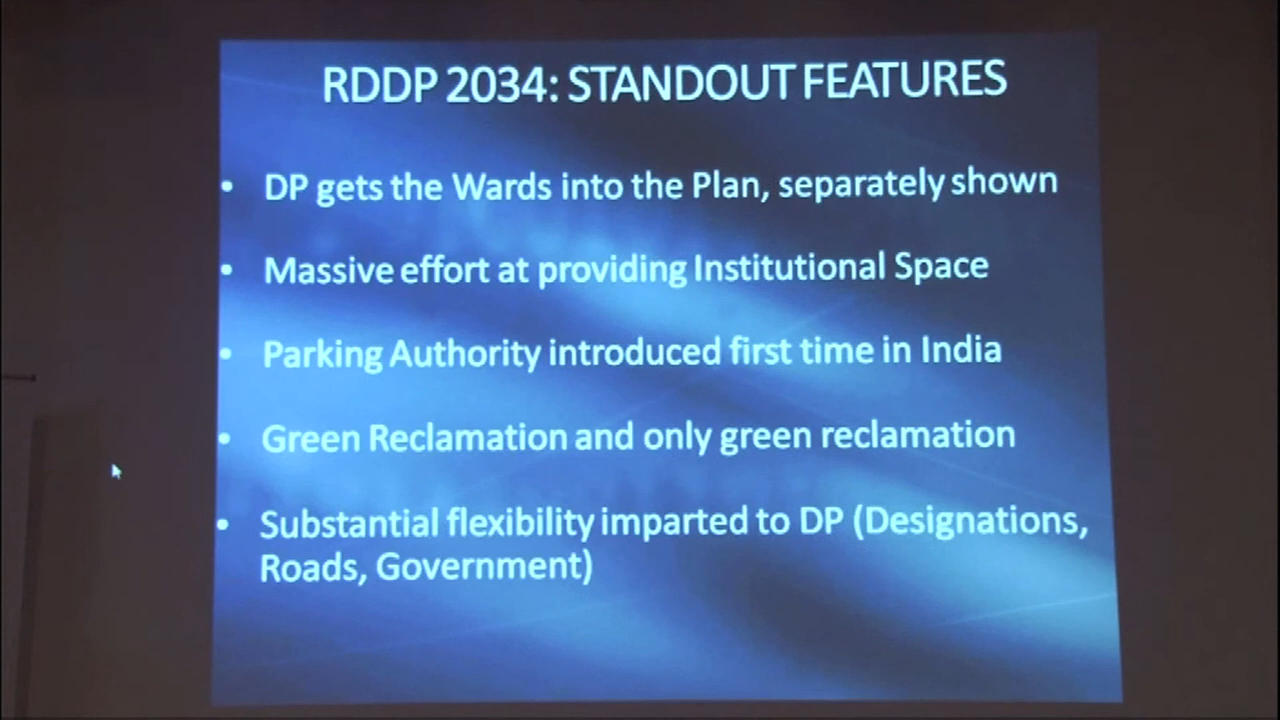 RDDP 2034: STANDOUT FEATURES
• DP gets the Wards into the Plan, separately shown
• Massive effort at providing Institutional Space
• Parking Authority introduced first time in India
• Green Reclamation and only green reclamation
• Substantial flexibility imparted to DP (Designations,
Roads, Government)